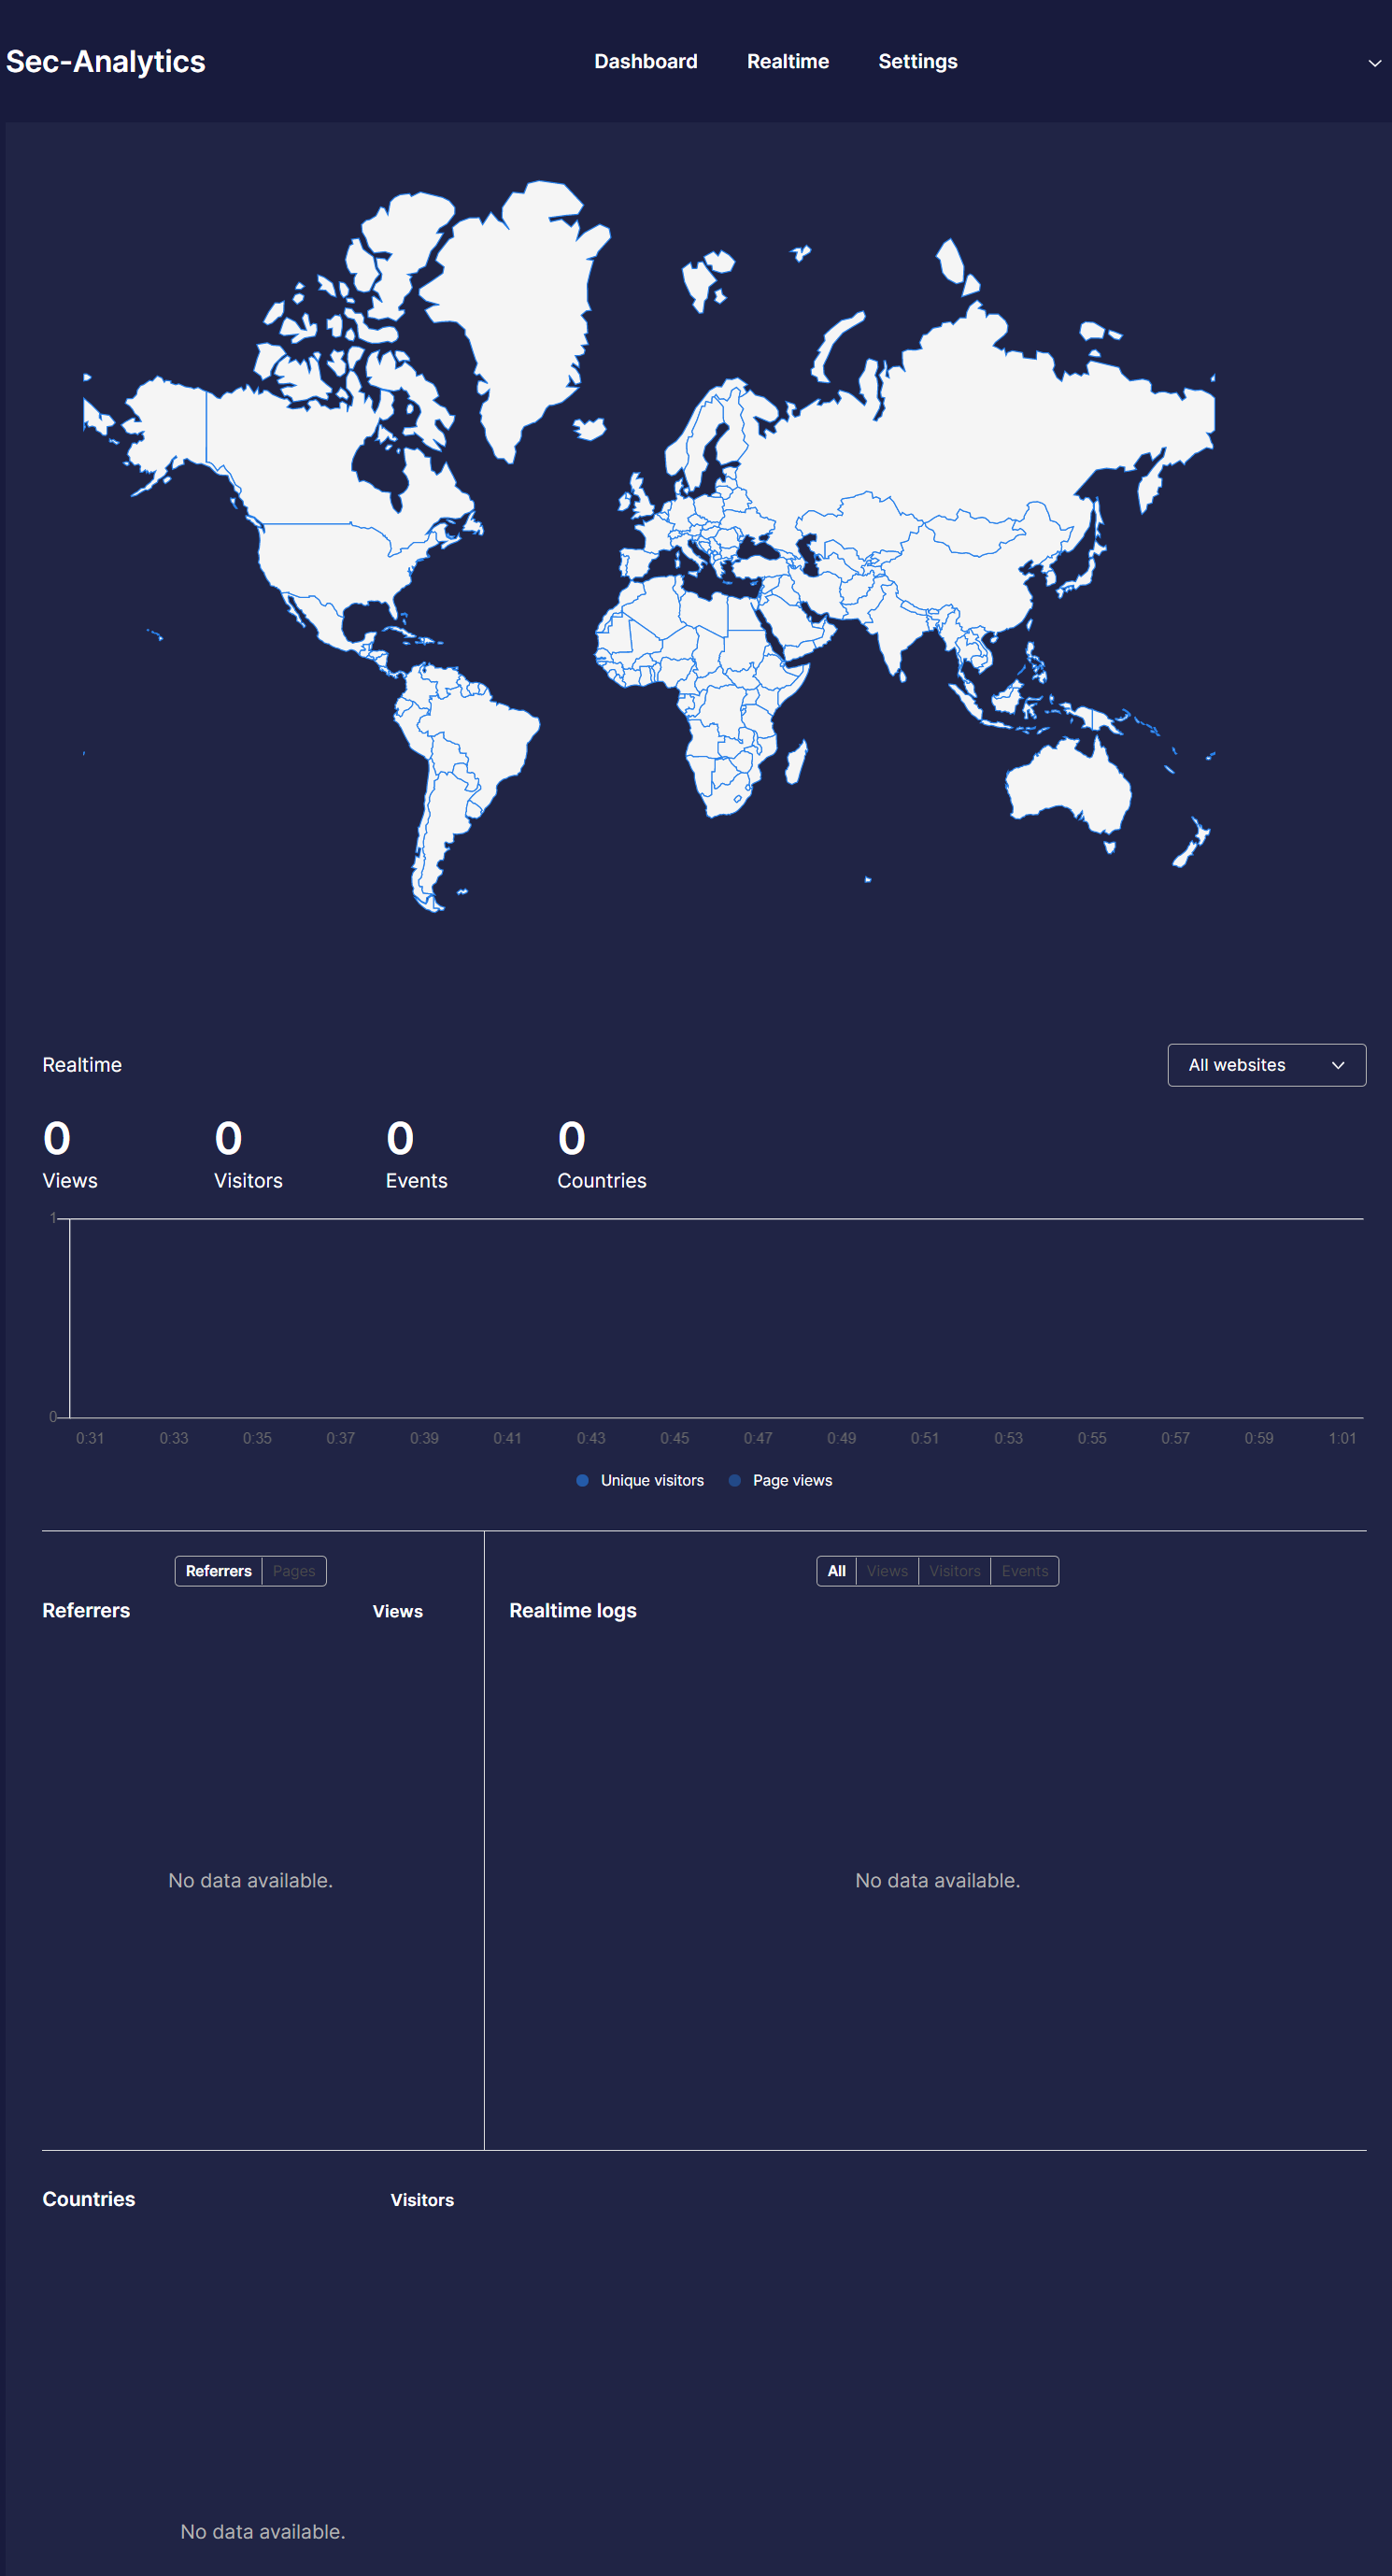 Sec-Analytics
Dashboard Realtime Settings
Realtime
All websites
0 0 0 0
Views Visitors Events Countries
1
0
0:31 0:33 0:35 0:37 0:39 0:41 0:43 0:45 0:47 0:49 0:51 0:53 0:55 0:57 0:59 1:01
Unique visitors Page views
Referrers Pages
All Views Visitors Events
Referrers Views
Realtime logs
No data available.
No data available.
Countries Visitors
No data available.